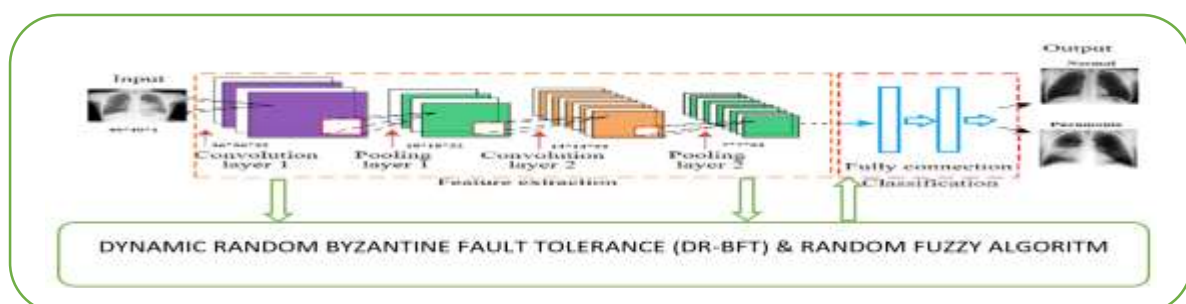 Output
Input
Normal
Pneumonia
Convolution layer 1
Pooling layer 1
Convolution layer 2
Pooling layer 2
Fully connection
Feature extraction
Classification
DYNAMIC RANDOM BYZANTINE FAULT TOLERANCE (DR-BFT) & RANDOM FUZZY ALGORITM